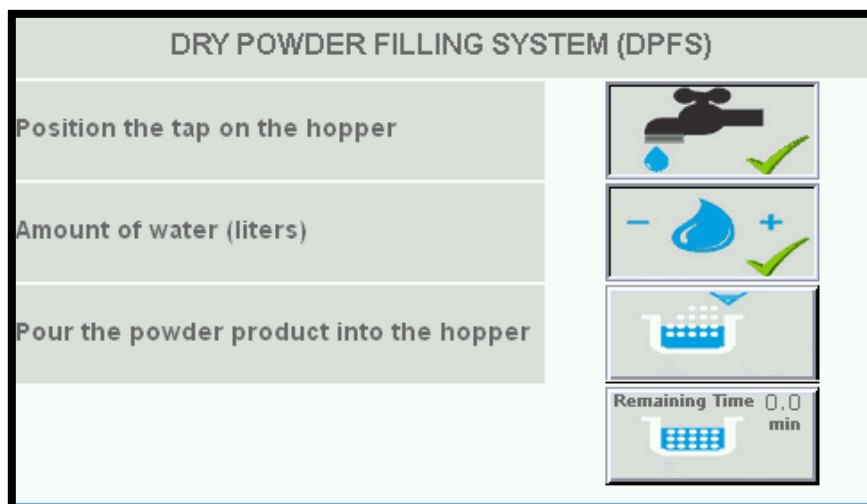 DRY POWDER FILLING SYSTEM (DPFS)
Position the tap on the hopper
Amount of water (liters)
- +
Pour the powder product into the hopper
Remaining Time 0.0
min